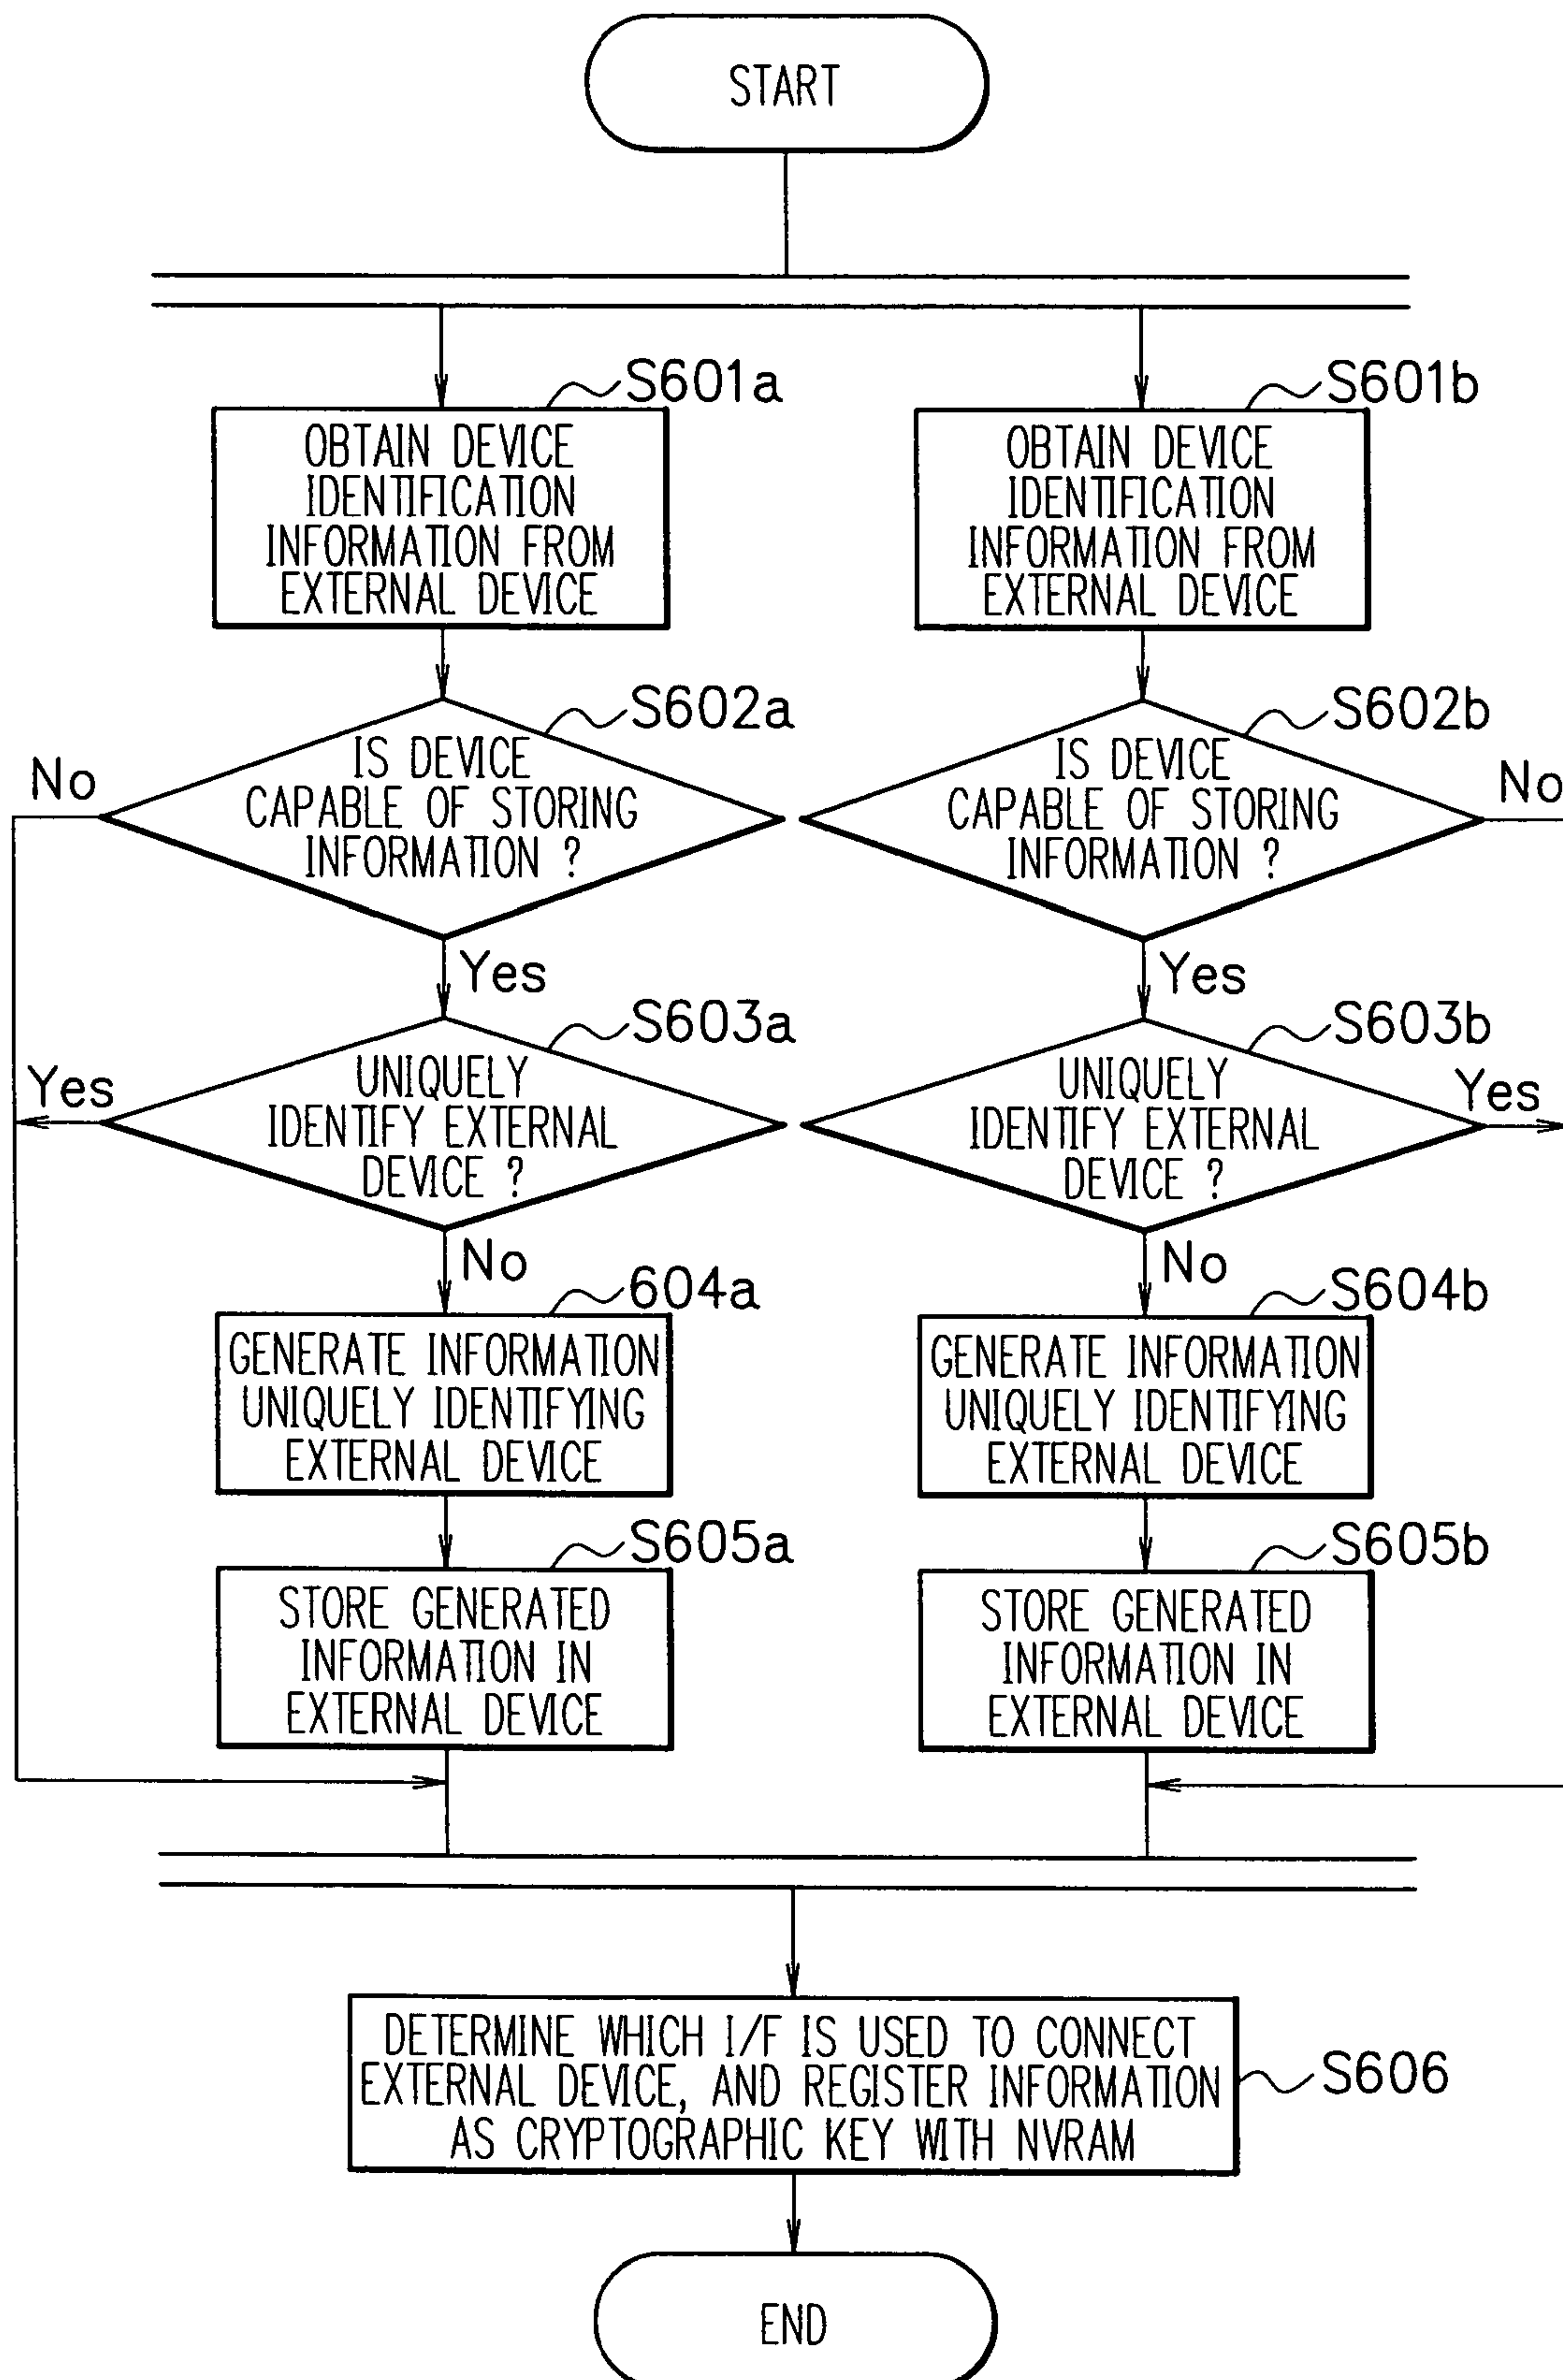 START
S601a
OBTAIN DEVICE
IDENTIFICATION
INFORMATION FROM
EXTERNAL DEVICE
S601b
OBTAIN DEVICE
IDENTIFICATION
INFORMATION FROM
EXTERNAL DEVICE
S602a
No
IS DEVICE
CAPABLE OF STORING
INFORMATION ?
Yes
S602b
No
IS DEVICE
CAPABLE OF STORING
INFORMATION ?
Yes
S603a
Yes
UNIQUELY
IDENTIFY EXTERNAL
DEVICE ?
No
S603b
Yes
UNIQUELY
IDENTIFY EXTERNAL
DEVICE ?
No
604a
GENERATE INFORMATION
UNIQUELY IDENTIFYING
EXTERNAL DEVICE
S604b
GENERATE INFORMATION
UNIQUELY IDENTIFYING
EXTERNAL DEVICE
S605a
STORE GENERATED
INFORMATION IN
EXTERNAL DEVICE
S605b
STORE GENERATED
INFORMATION IN
EXTERNAL DEVICE
DETERMINE WHICH I/F IS USED TO CONNECT
EXTERNAL DEVICE, AND REGISTER INFORMATION
AS CRYPTOGRAPHIC KEY WITH NVRAM
S606
END